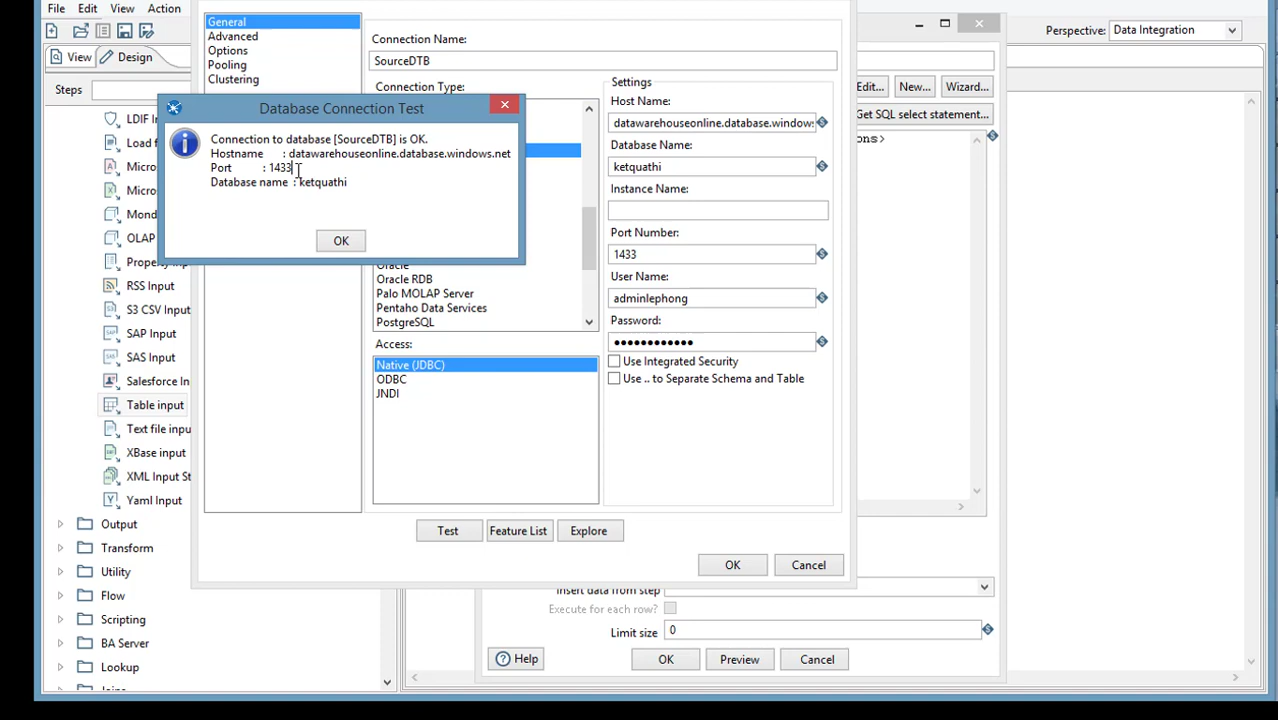 File Edit View Action
Perspective: Data Integration
View Design
Steps
LDIF
Load f
Micro
Micro
Mond
OLAP
Property
RSS Input
S3 CSV Input
SAP Input
SAS Input
Salesforce In
Table input
Text file inpu
XBase input
XML Input St
Yaml Input
Output
Transform
Utility
Flow
Scripting
BA Server
Lookup
General
Advanced
Options
Pooling
Clustering
Connection Name:
SourceDTB
Connection Type:
Oracle
Oracle RDB
Palo MOLAP Server
Pentaho Data Services
PostgreSQL
Access:
Native (JDBC)
ODBC
JNDI
Settings
Host Name:
datawarehouseonline.database.window
Database Name:
ketquathi
Instance Name:
Port Number:
1433
User Name:
adminlephong
Password:
●●●●●●●●●●●●
Use Integrated Security
Use .. to Separate Schema and Table
Test Feature List Explore
OK Cancel
Database Connection Test
Connection to database [SourceDTB] is OK.
Hostname : datawarehouseonline.database.windows.net
Port : 1433
Database name : ketquathi
OK
Edit... New... Wizard...
Get SQL select statement...
ons>
Insert data from step
Execute for each row?
Limit size 0
Help OK Preview Cancel